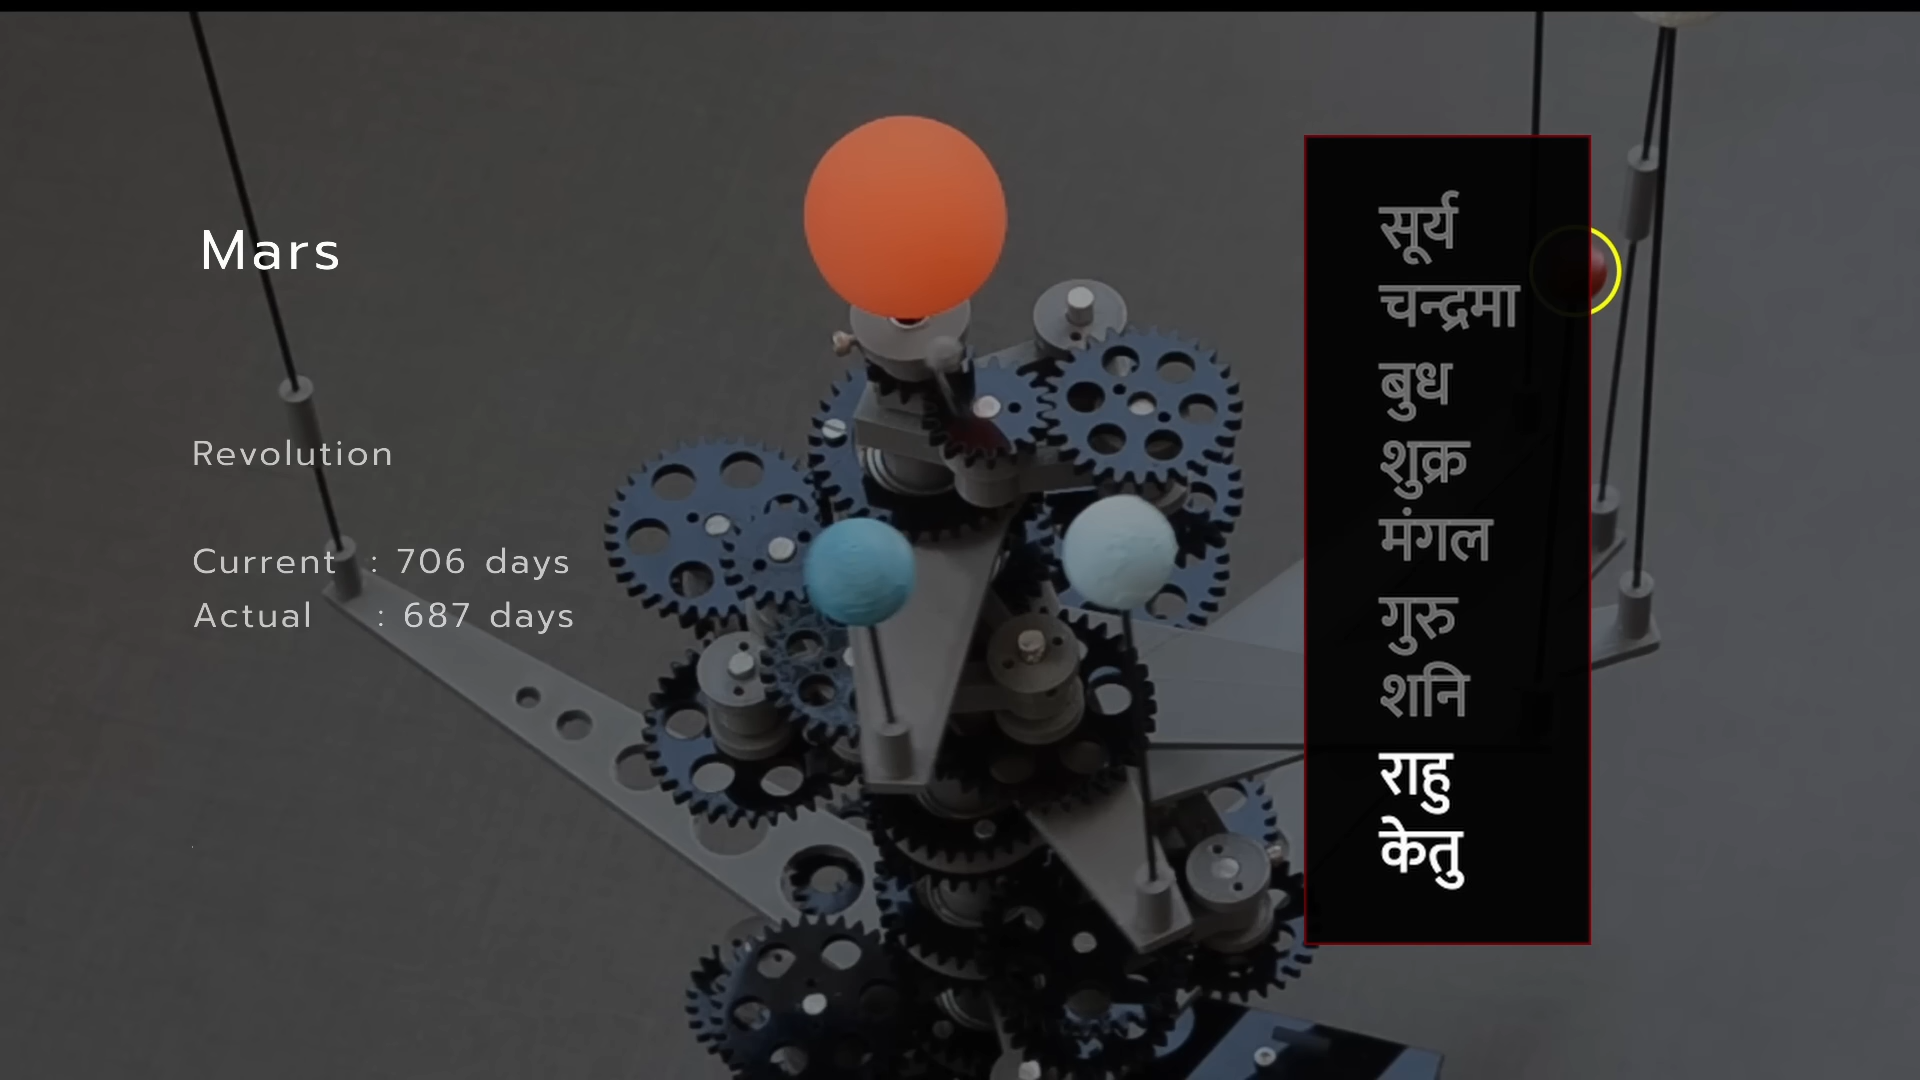 Mars
Revolution
Current : 706 days
Actual : 687 days
सूर्य
चन्द्रमा
बुध
शुक्र
मंगल
गुरु
शनि
राहु
केतु